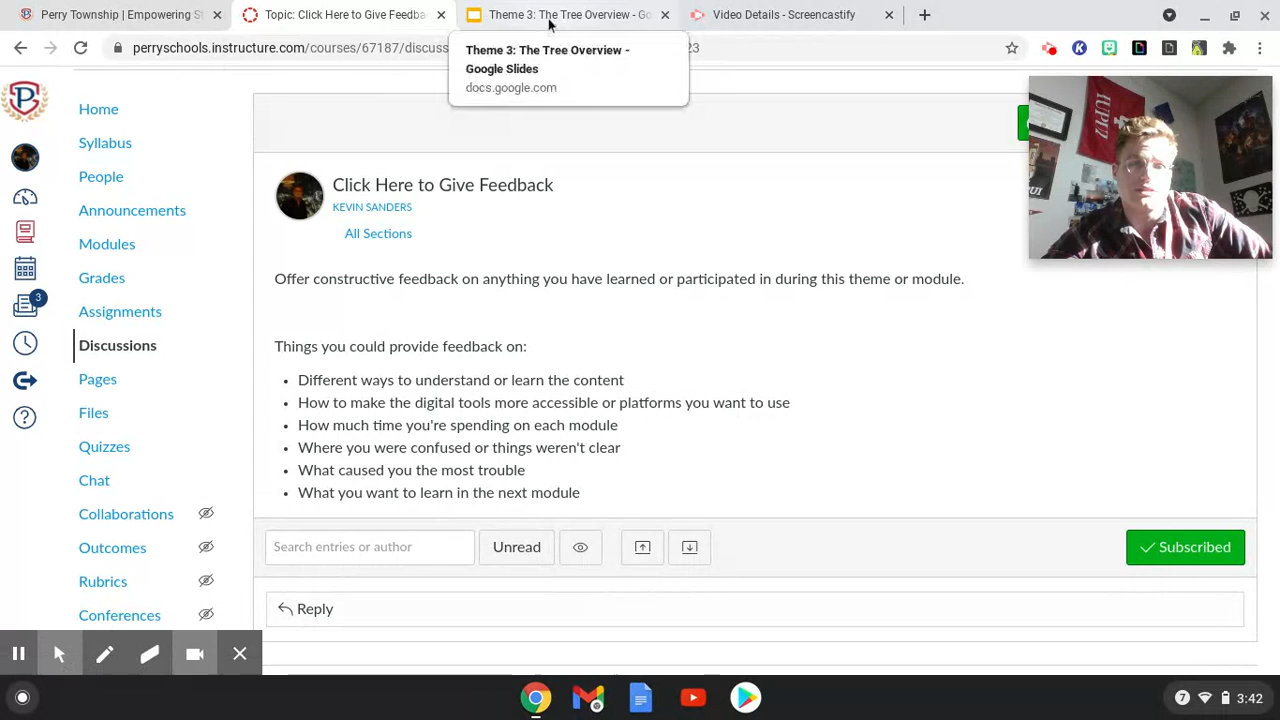 Perry Township | Empowering St
Topic: Click Here to Give Feedba
Theme 3: The Tree Overview - Go
Video Details - Screencastify
perryschools.instructure.com/courses/67187/discuss
23
Theme 3: The Tree Overview -
Google Slides
docs.google.com
IUPUI
Home
Syllabus
People
Announcements
Modules
Grades
Assignments
Discussions
Pages
Files
Quizzes
Chat
Collaborations
Outcomes
Rubrics
Conferences
3
Click Here to Give Feedback
KEVIN SANDERS
All Sections
Offer constructive feedback on anything you have learned or participated in during this theme or module.
Things you could provide feedback on:
• Different ways to understand or learn the content
• How to make the digital tools more accessible or platforms you want to use
• How much time you're spending on each module
• Where you were confused or things weren't clear
• What caused you the most trouble
• What you want to learn in the next module
Search entries or author
Unread
Subscribed
Reply
7
3:42